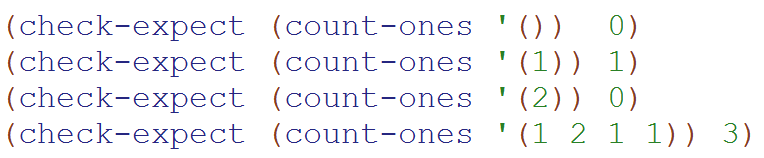 (check-expect (count-ones '())  0)
(check-expect (count-ones '(1)) 1)
(check-expect (count-ones '(2)) 0)
(check-expect (count-ones '(1 2 1 1)) 3)